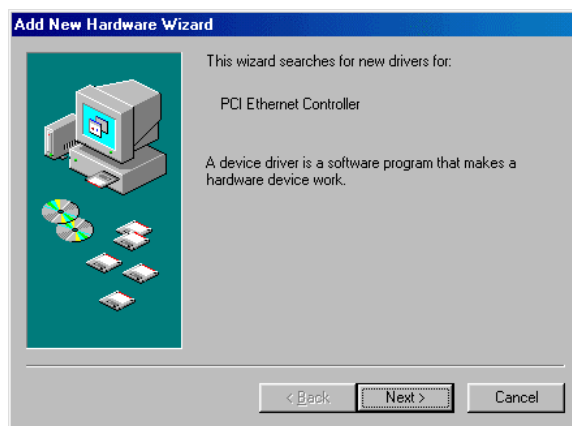 Add New Hardware Wizard
This wizard searches for new drivers for:
PCI Ethernet Controller
A device driver is a software program that makes a
hardware device work.
< Back
Next >
Cancel